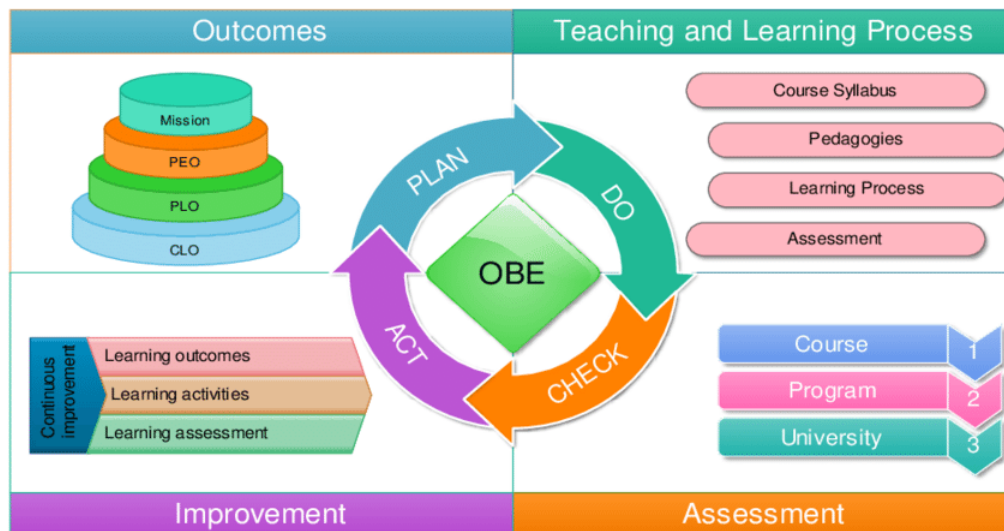 Outcomes
Teaching and Learning Process
Mission
PEO
PLO
CLO
Course Syllabus
Pedagogies
Learning Process
Assessment
PLAN
DO
CHECK
ACT
OBE
Continuous
improvement
Learning outcomes
Learning activities
Learning assessment
Course 1
Program 2
University 3
Improvement
Assessment